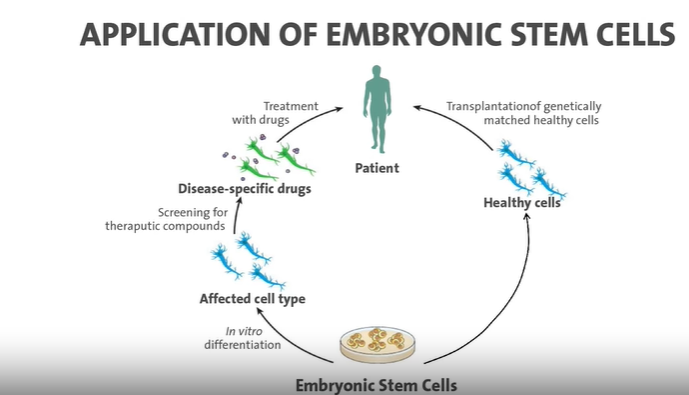 APPLICATION OF EMBRYONIC STEM CELLS
Treatment
with drugs
Transplantationof genetically
matched healthy cells
Patient
Disease-specific drugs
Healthy cells
Screening for
theraputic compounds
Affected cell type
In vitro
differentiation
Embryonic Stem Cells